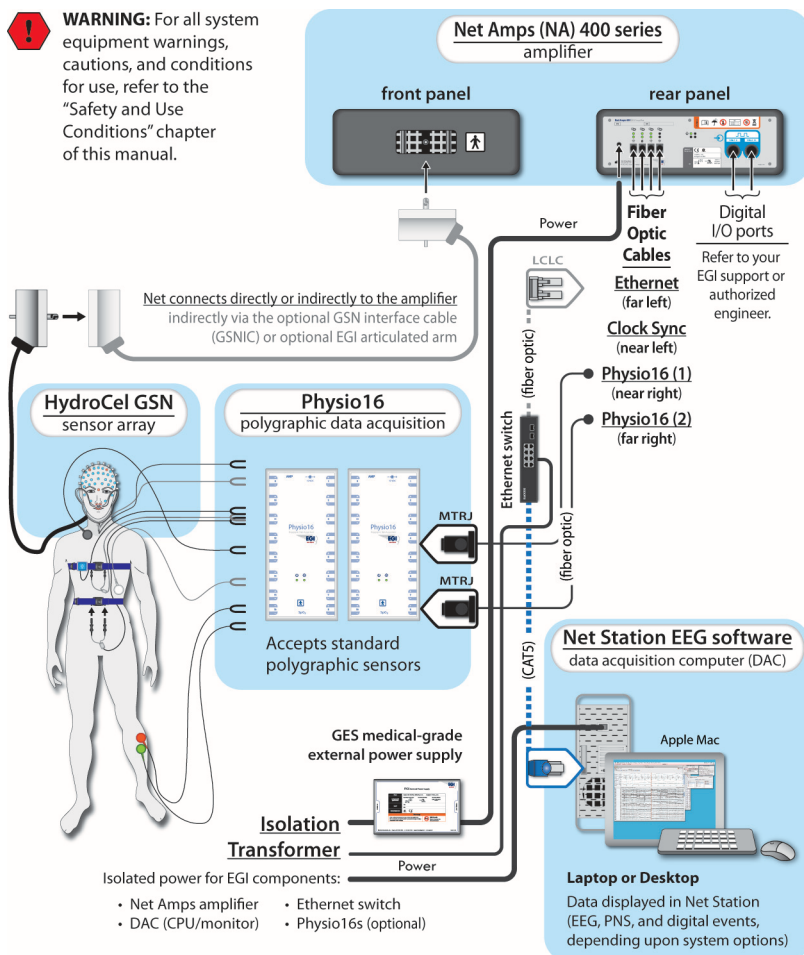 WARNING: For all system
equipment warnings,
cautions, and conditions
for use, refer to the
“Safety and Use
Conditions” chapter
of this manual.
Net Amps (NA) 400 series
amplifier
front panel
rear panel
Power
Fiber
Optic
Cables
Ethernet
(far left)
Clock Sync
(near left)
Physio16 (1)
(near right)
Physio16 (2)
(far right)
Digital
I/O ports
Refer to your
EGI support or
authorized
engineer.
LCLC
(fiber optic)
Ethernet switch
(CAT5)
Net connects directly or indirectly to the amplifier
indirectly via the optional GSN interface cable
(GSNIC) or optional EGI articulated arm
HydroCel GSN
sensor array
Physio16
polygraphic data acquisition
Physio16
EGI
Physio16
EGI
MTRJ
MTRJ
(fiber optic)
Accepts standard
polygraphic sensors
Net Station EEG software
data acquisition computer (DAC)
Apple Mac
GES medical-grade
external power supply
Isolation
Transformer
Power
Isolated power for EGI components:
• Net Amps amplifier
• DAC (CPU/monitor)
• Ethernet switch
• Physio16s (optional)
Laptop or Desktop
Data displayed in Net Station
(EEG, PNS, and digital events,
depending upon system options)